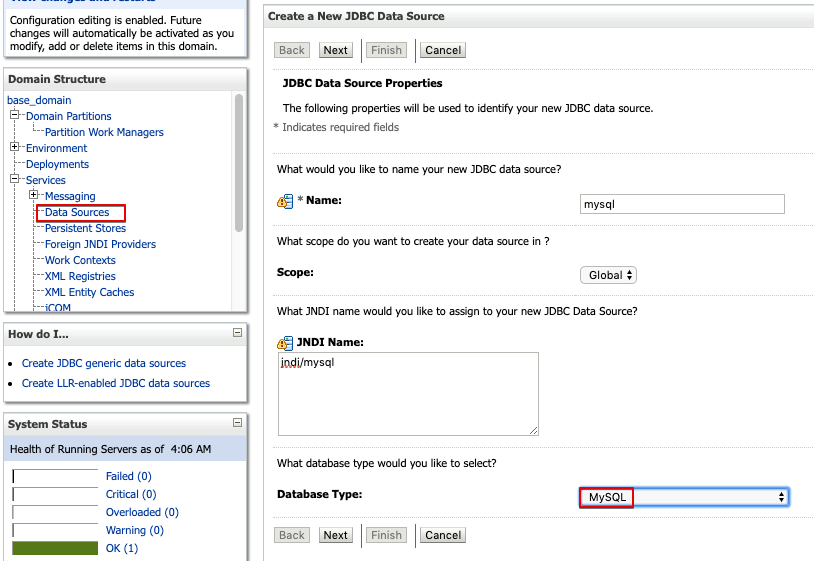 View changes and restarts
Configuration editing is enabled. Future
changes will automatically be activated as you
modify, add or delete items in this domain.
Domain Structure
base_domain
Domain Partitions
Partition Work Managers
Environment
Deployments
Services
Messaging
Data Sources
Persistent Stores
Foreign JNDI Providers
Work Contexts
XML Registries
XML Entity Caches
jCOM
How do I...
Create JDBC generic data sources
Create LLR-enabled JDBC data sources
System Status
Health of Running Servers as of 4:06 AM
Failed (0)
Critical (0)
Overloaded (0)
Warning (0)
OK (1)
Create a New JDBC Data Source
Back Next Finish Cancel
JDBC Data Source Properties
The following properties will be used to identify your new JDBC data source.
* Indicates required fields
What would you like to name your new JDBC data source?
* Name:
mysql
What scope do you want to create your data source in ?
Scope:
Global
What JNDI name would you like to assign to your new JDBC Data Source?
JNDI Name:
jndi/mysql
What database type would you like to select?
Database Type:
MySQL
Back Next Finish Cancel